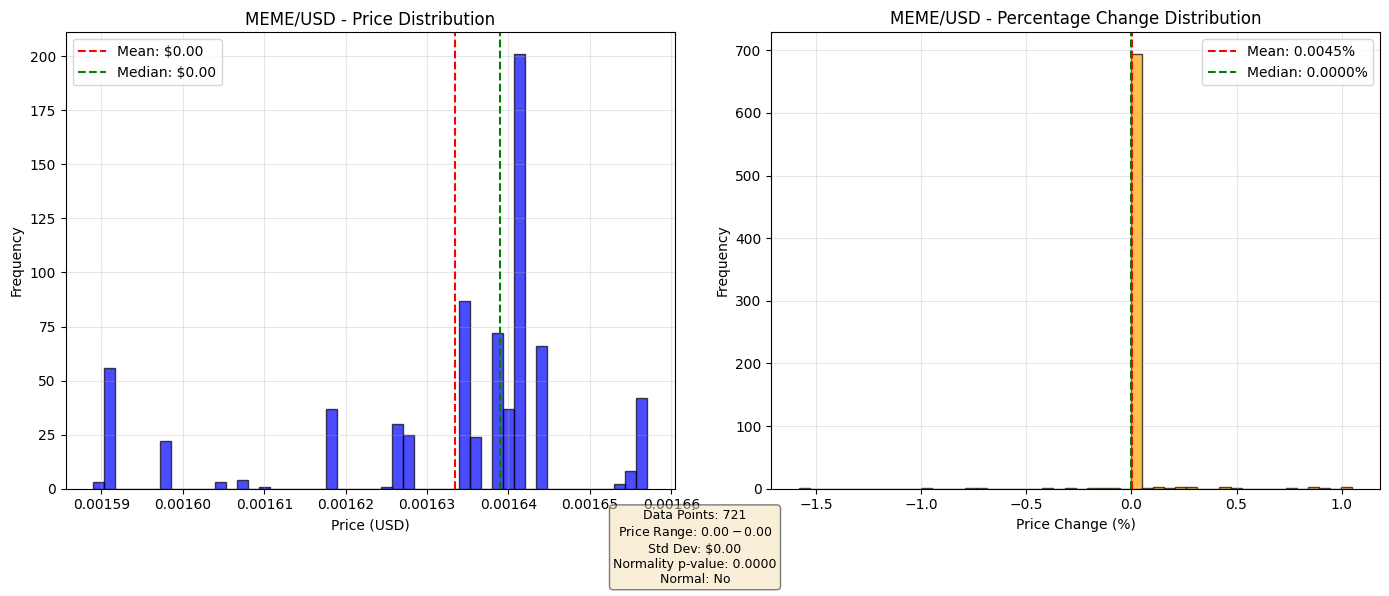 MEME/USD - Price Distribution
Mean: $0.00
Median: $0.00
200
175
150
125
100
75
50
25
0
Frequency
0.00159 0.00160 0.00161 0.00162 0.00163 0.00164 0.00165 0.00166
Price (USD)
MEME/USD - Percentage Change Distribution
Mean: 0.0045%
Median: 0.0000%
700
600
500
400
300
200
100
0
Frequency
−1.5 −1.0 −0.5 0.0 0.5 1.0
Price Change (%)
Data Points: 721
Price Range: 0.00 − 0.00
Std Dev: $0.00
Normality p-value: 0.0000
Normal: No